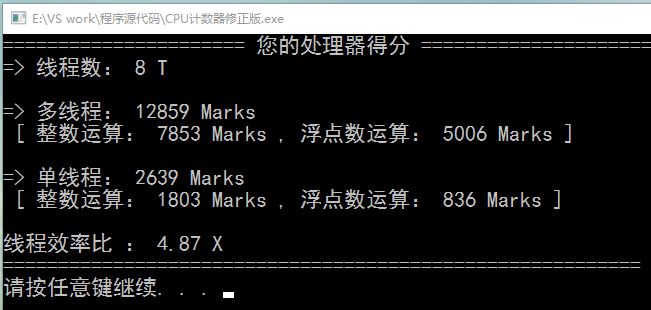 E:\VS work\程序源代码\CPU计数器修正版.exe
====================== 您的处理器得分 =====================
=> 线程数： 8 T
=> 多线程： 12859 Marks
[ 整数运算： 7853 Marks , 浮点数运算： 5006 Marks ]
=> 单线程： 2639 Marks
[ 整数运算： 1803 Marks , 浮点数运算： 836 Marks ]
线程效率比 ： 4.87 X
==========================================================
请按任意键继续. . .